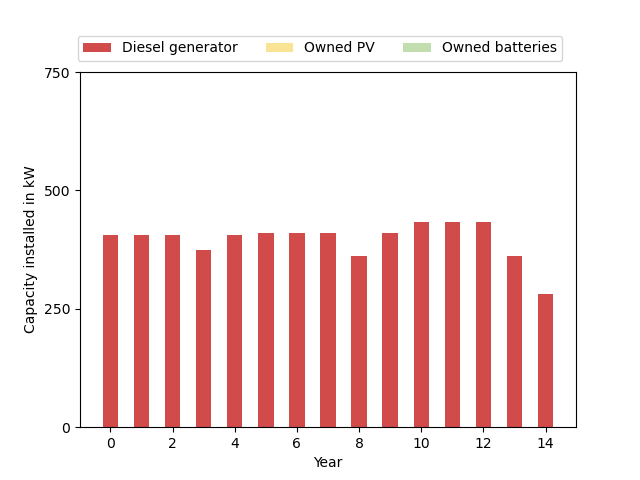 Diesel generator Owned PV Owned batteries
750
500
250
0
Capacity installed in kW
0 2 4 6 8 10 12 14
Year